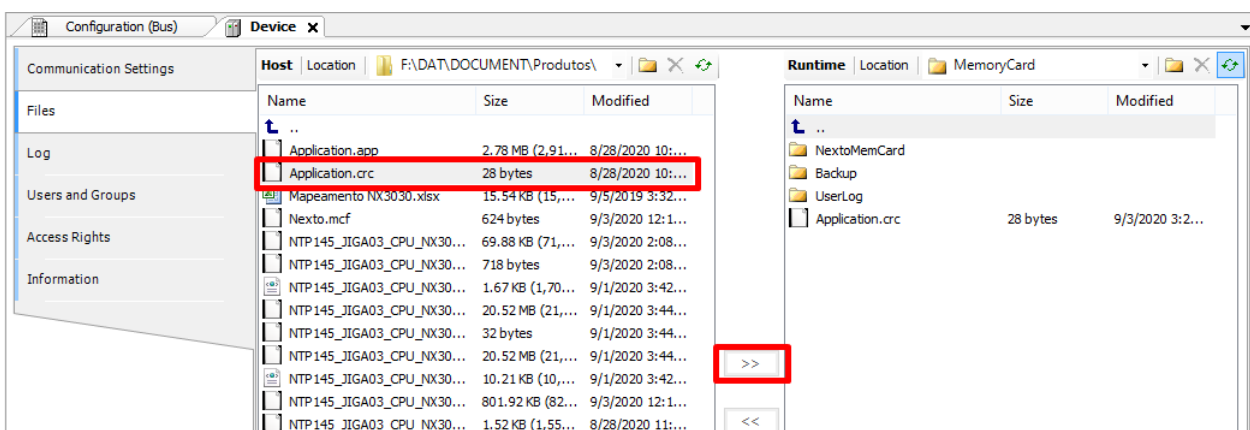 Configuration (Bus) Device X
Communication Settings
Files
Log
Users and Groups
Access Rights
Information
Host Location F:\DAT\DOCUMENT\Produtos\
Name Size Modified
..
Application.app 2.78 MB (2,91... 8/28/2020 10:...
Application.crc 28 bytes 8/28/2020 10:...
Mapeamento NX3030.xlsx 15.54 KB (15,... 9/5/2019 3:32...
Nexto.mcf 624 bytes 9/3/2020 12:1...
NTP145_JIGA03_CPU_NX30... 69.88 KB (71,... 9/3/2020 2:08...
NTP145_JIGA03_CPU_NX30... 718 bytes 9/3/2020 2:08...
NTP145_JIGA03_CPU_NX30... 1.67 KB (1,70... 9/1/2020 3:42...
NTP145_JIGA03_CPU_NX30... 20.52 MB (21,... 9/1/2020 3:44...
NTP145_JIGA03_CPU_NX30... 32 bytes 9/1/2020 3:44...
NTP145_JIGA03_CPU_NX30... 20.52 MB (21,... 9/1/2020 3:44...
NTP145_JIGA03_CPU_NX30... 10.21 KB (10,... 9/1/2020 3:42...
NTP145_JIGA03_CPU_NX30... 801.92 KB (82... 9/3/2020 12:1...
NTP145_JIGA03_CPU_NX30... 1.52 KB (1,55... 8/28/2020 11:...
>>
<<
Runtime Location MemoryCard
Name Size Modified
..
NextoMemCard
Backup
UserLog
Application.crc 28 bytes 9/3/2020 3:2...